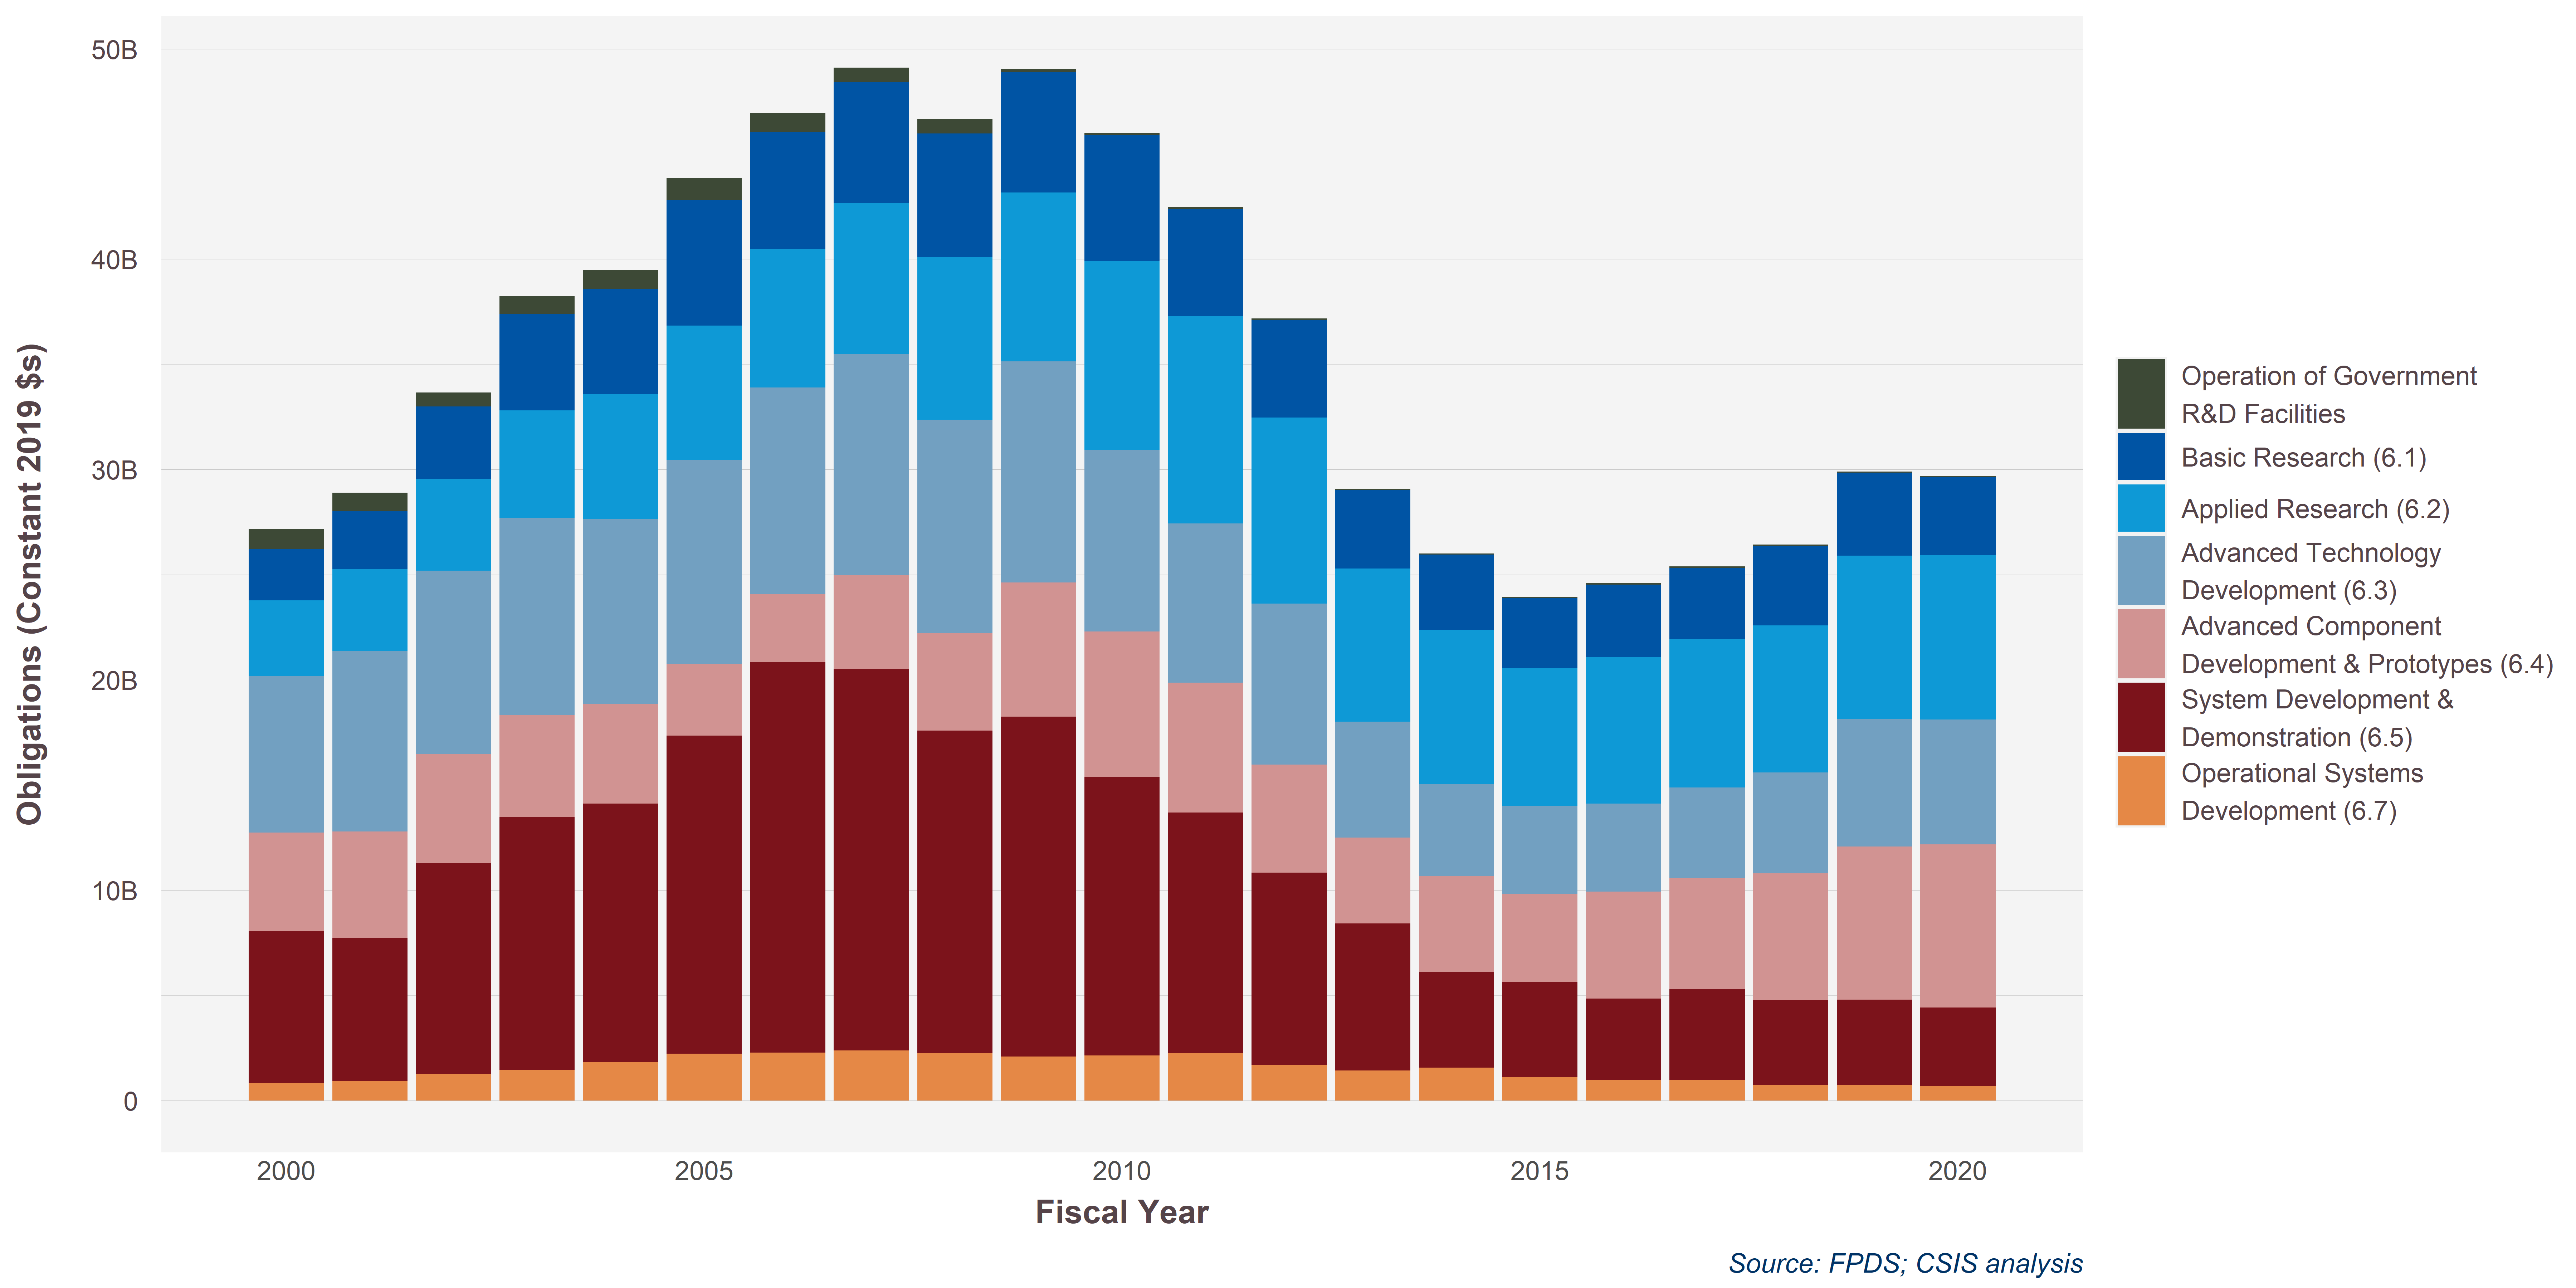 50B
40B
30B
20B
10B
0
Obligations (Constant 2019 $s)
2000
2005
2010
2015
2020
Fiscal Year
Operation of Government
R&D Facilities
Basic Research (6.1)
Applied Research (6.2)
Advanced Technology
Development (6.3)
Advanced Component
Development & Prototypes (6.4)
System Development &
Demonstration (6.5)
Operational Systems
Development (6.7)
Source: FPDS; CSIS analysis